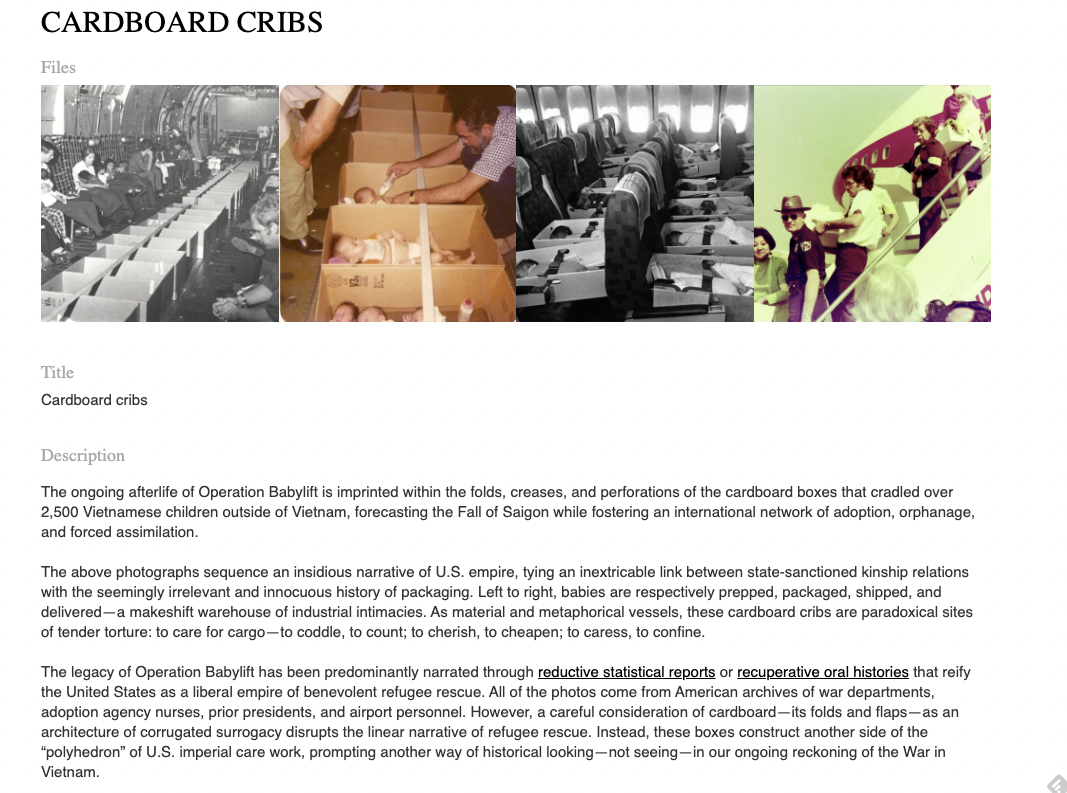 CARDBOARD CRIBS
Files
Title
Cardboard cribs
Description
The ongoing afterlife of Operation Babylift is imprinted within the folds, creases, and perforations of the cardboard boxes that cradled over
2,500 Vietnamese children outside of Vietnam, forecasting the Fall of Saigon while fostering an international network of adoption, orphanage,
and forced assimilation.
The above photographs sequence an insidious narrative of U.S. empire, tying an inextricable link between state-sanctioned kinship relations
with the seemingly irrelevant and innocuous history of packaging. Left to right, babies are respectively prepped, packaged, shipped, and
delivered—a makeshift warehouse of industrial intimacies. As material and metaphorical vessels, these cardboard cribs are paradoxical sites
of tender torture: to care for cargo—to coddle, to count; to cherish, to cheapen; to caress, to confine.
The legacy of Operation Babylift has been predominantly narrated through reductive statistical reports or recuperative oral histories that reify
the United States as a liberal empire of benevolent refugee rescue. All of the photos come from American archives of war departments,
adoption agency nurses, prior presidents, and airport personnel. However, a careful consideration of cardboard—its folds and flaps—as an
architecture of corrugated surrogacy disrupts the linear narrative of refugee rescue. Instead, these boxes construct another side of the
“polyhedron” of U.S. imperial care work, prompting another way of historical looking—not seeing—in our ongoing reckoning of the War in
Vietnam.